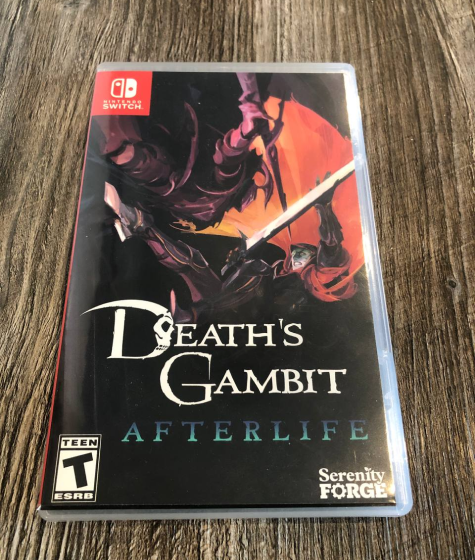 NINTENDO
SWITCH
DEATH'S
GAMBIT
AFTERLIFE
TEEN
T
ESRB
Serenity
FORGE